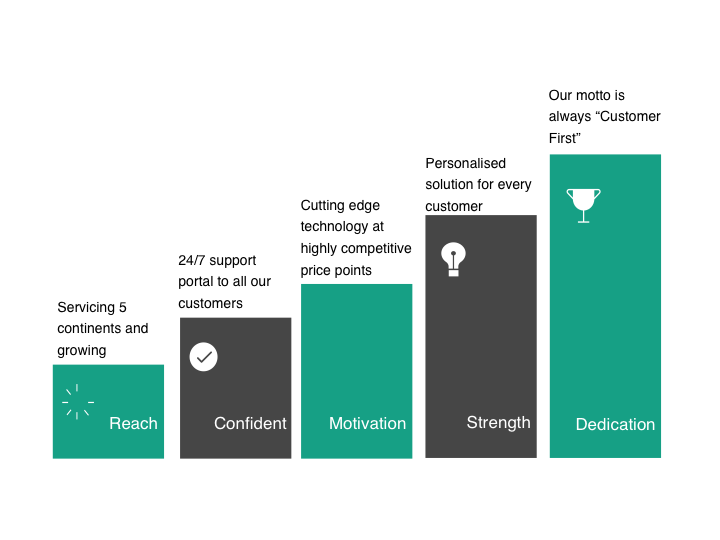 Servicing 5
continents and
growing
Reach
24/7 support
portal to all our
customers
Confident
Cutting edge
technology at
highly competitive
price points
Motivation
Personalised
solution for every
customer
Strength
Our motto is
always “Customer
First”
Dedication